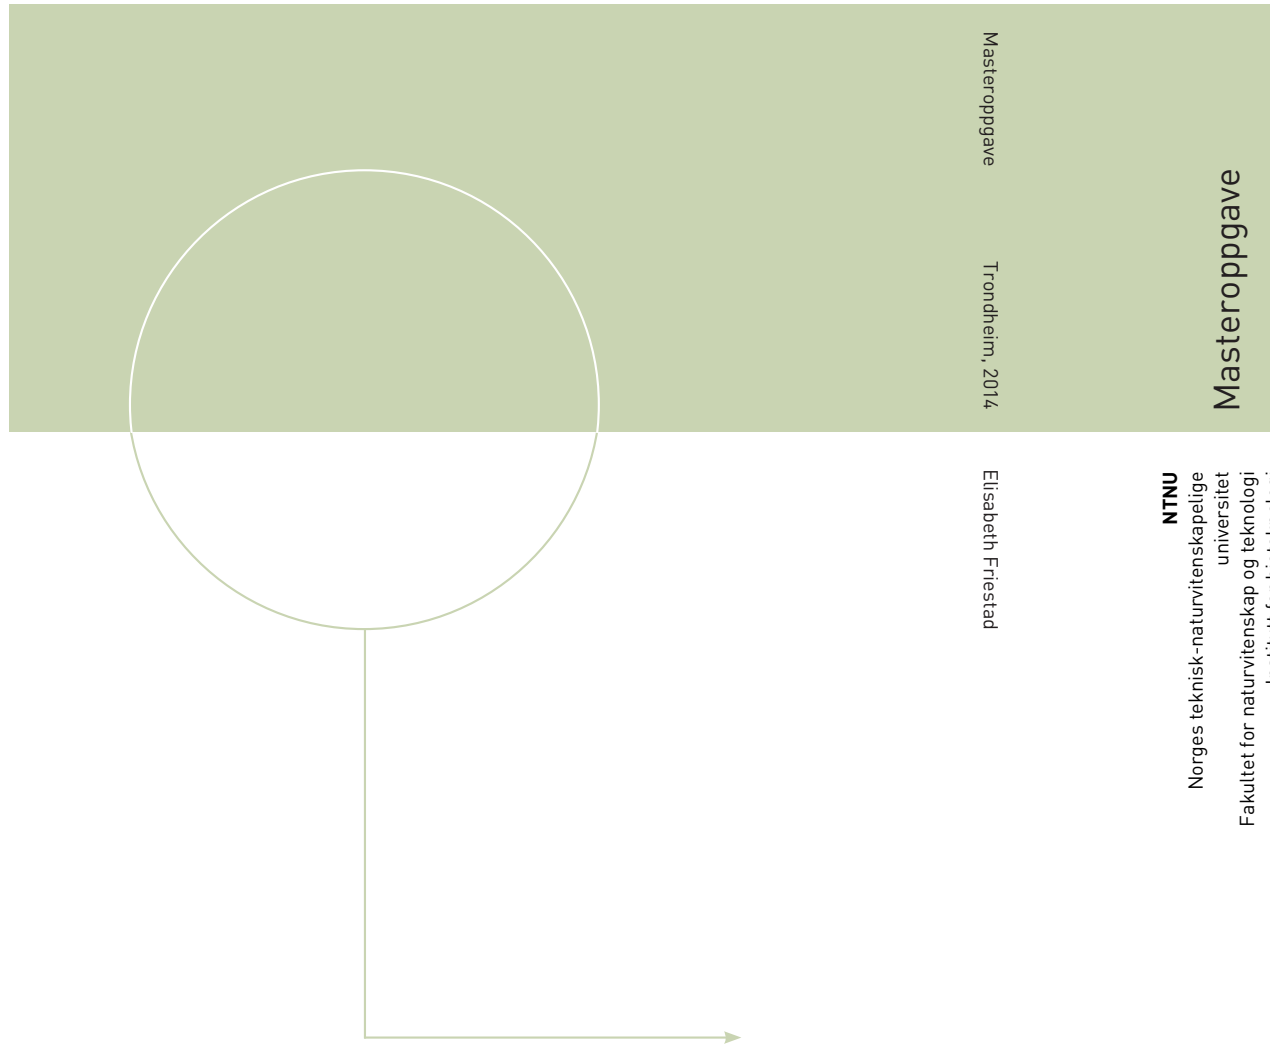 Masteroppgave
Trondheim, 2014
Elisabeth Friestad
Masteroppgave
NTNU
Norges teknisk-naturvitenskapelige
universitet
Fakultet for naturvitenskap og teknologi